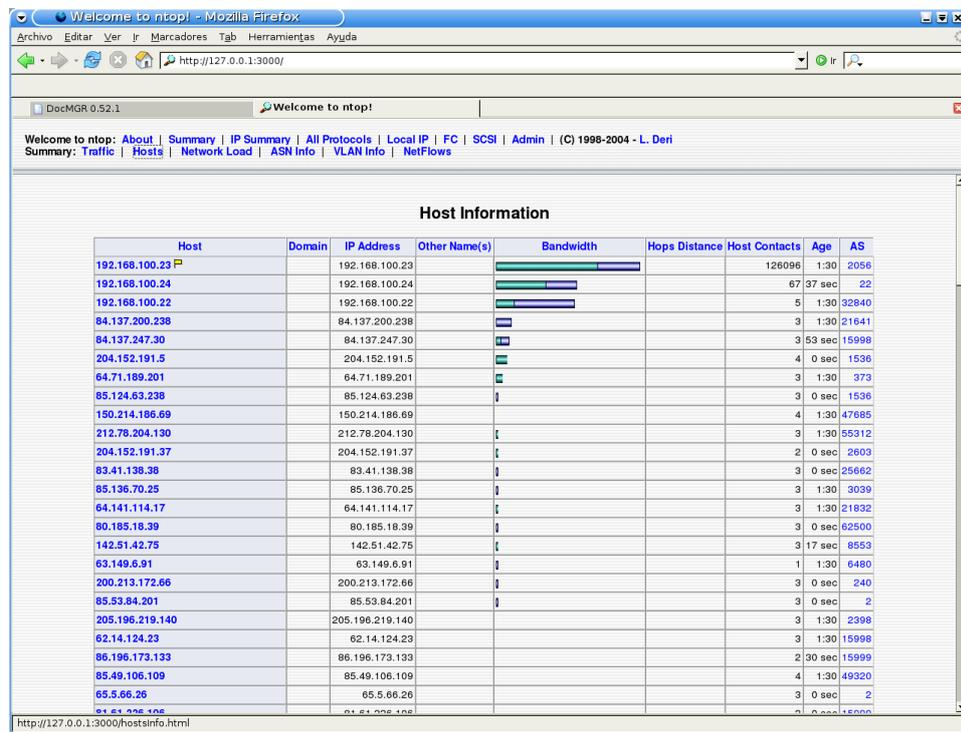 Welcome to ntop! - Mozilla Firefox
Archivo Editar Ver Ir Marcadores Tab Herramientas Ayuda
http://127.0.0.1:3000/ Ir
DocMGR 0.52.1 Welcome to ntop!
Welcome to ntop: About | Summary | IP Summary | All Protocols | Local IP | FC | SCSI | Admin | (C) 1998-2004 - L. Deri
Summary: Traffic | Hosts | Network Load | ASN Info | VLAN Info | NetFlows
Host Information
Host Domain IP Address Other Name(s) Bandwidth Hops Distance Host Contacts Age AS
192.168.100.23 192.168.100.23 126096 1:30 2056
192.168.100.24 192.168.100.24 67 37 sec 22
192.168.100.22 192.168.100.22 5 1:30 32840
84.137.200.238 84.137.200.238 3 1:30 21641
84.137.247.30 84.137.247.30 3 53 sec 15998
204.152.191.5 204.152.191.5 4 0 sec 1536
64.71.189.201 64.71.189.201 3 1:30 373
85.124.63.238 85.124.63.238 3 0 sec 1536
150.214.186.69 150.214.186.69 4 1:30 47685
212.78.204.130 212.78.204.130 3 1:30 55312
204.152.191.37 204.152.191.37 2 0 sec 2603
83.41.138.38 83.41.138.38 3 0 sec 25662
85.136.70.25 85.136.70.25 3 1:30 3039
64.141.114.17 64.141.114.17 3 1:30 21832
80.185.18.39 80.185.18.39 3 0 sec 62500
142.51.42.75 142.51.42.75 3 17 sec 8553
63.149.6.91 63.149.6.91 1 1:30 6480
200.213.172.66 200.213.172.66 3 0 sec 240
85.53.84.201 85.53.84.201 3 0 sec 2
205.196.219.140 205.196.219.140 3 1:30 2398
62.14.124.23 62.14.124.23 3 1:30 15998
86.196.173.133 86.196.173.133 2 30 sec 15999
85.49.106.109 85.49.106.109 4 1:30 49320
65.5.66.26 65.5.66.26 3 0 sec 2
http://127.0.0.1:3000/hostsInfo.html